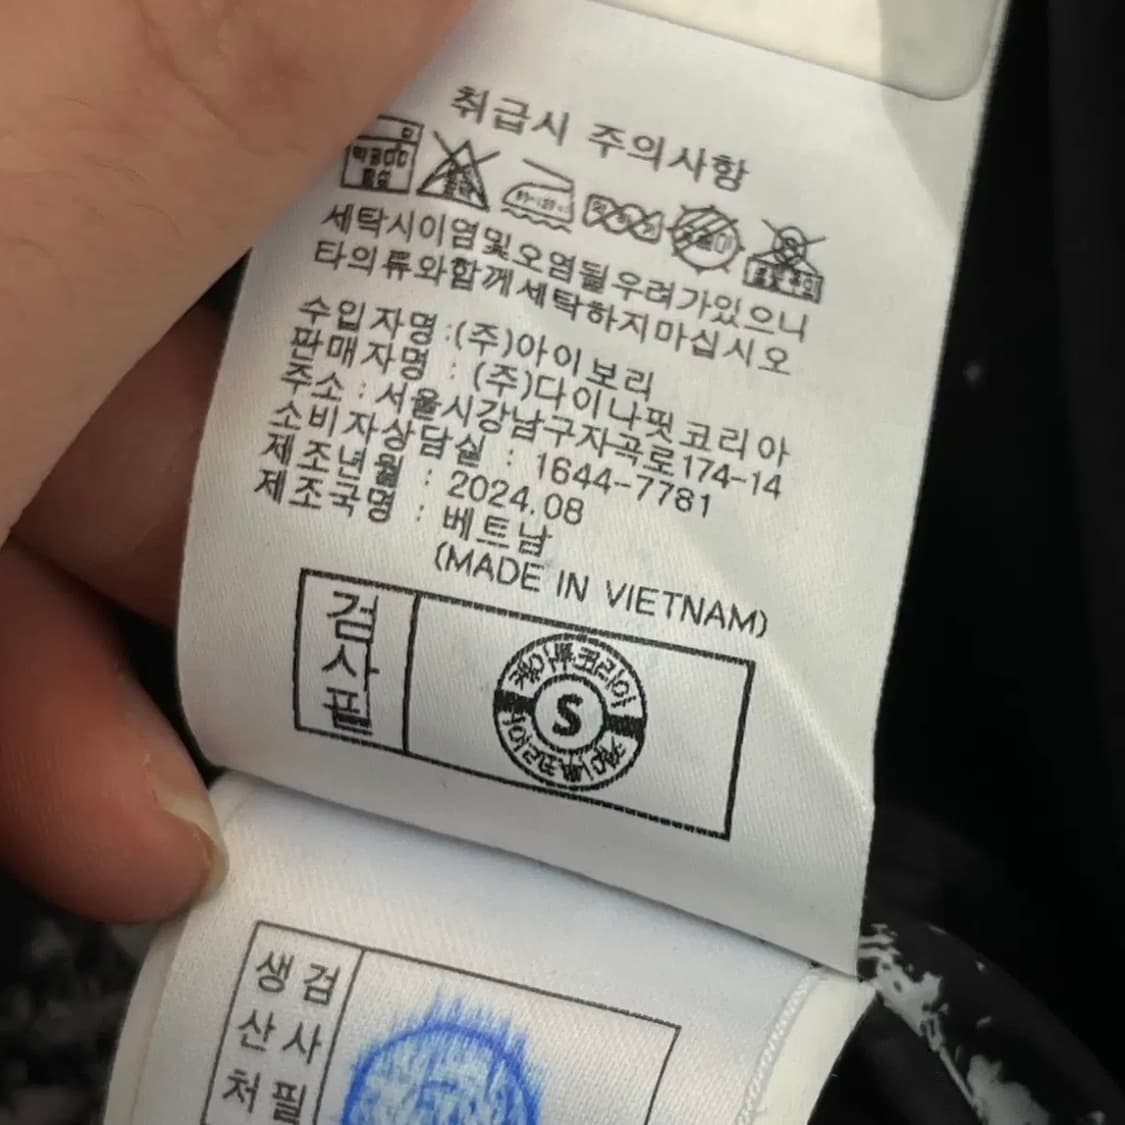 취급시 주의사항
세탁시이염및오염될우려가있으니
타의류와함께세탁하지마십시오
수입자명 :(주)아이보리
판매자명 : (주)다이나핏코리아
주소 : 서울시강남구자곡로174-14
소비자상담실 : 1644-7781
제조년월 : 2024.08
제조국명 : 베트남
(MADE IN VIETNAM)
검사필
S
생산처
검사필